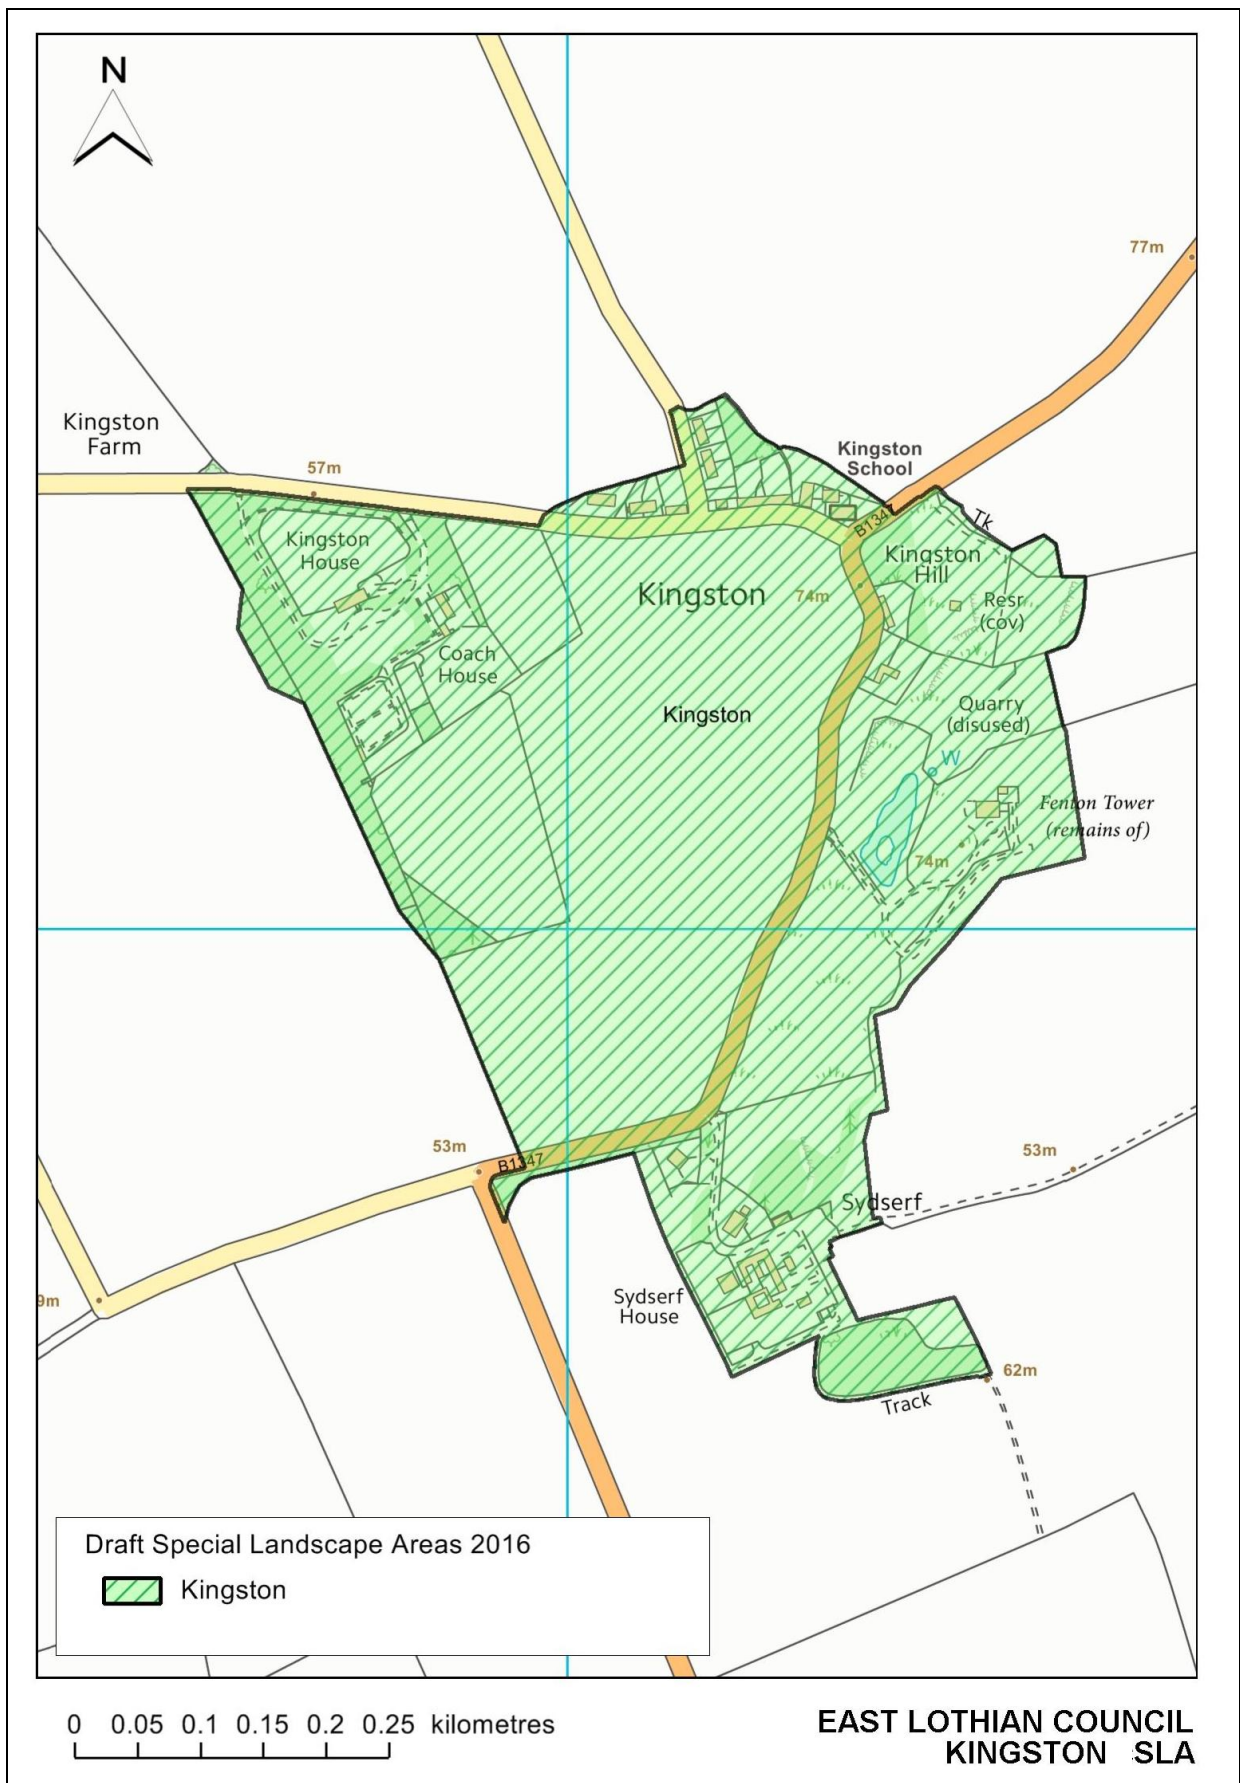 N
77m
Kingston
Farm
57m
Kingston
School
B1347
Tk
Kingston
House
Kingston
Hill
Kingston
74m
Resr
(cov)
Coach
House
Kingston
Quarry
(disused)
W
Fenton Tower
(remains of)
74m
53m
B1347
53m
Sydserf
9m
Sydserf
House
62m
Track
Draft Special Landscape Areas 2016
Kingston
0 0.05 0.1 0.15 0.2 0.25 kilometres
EAST LOTHIAN COUNCIL
KINGSTON SLA